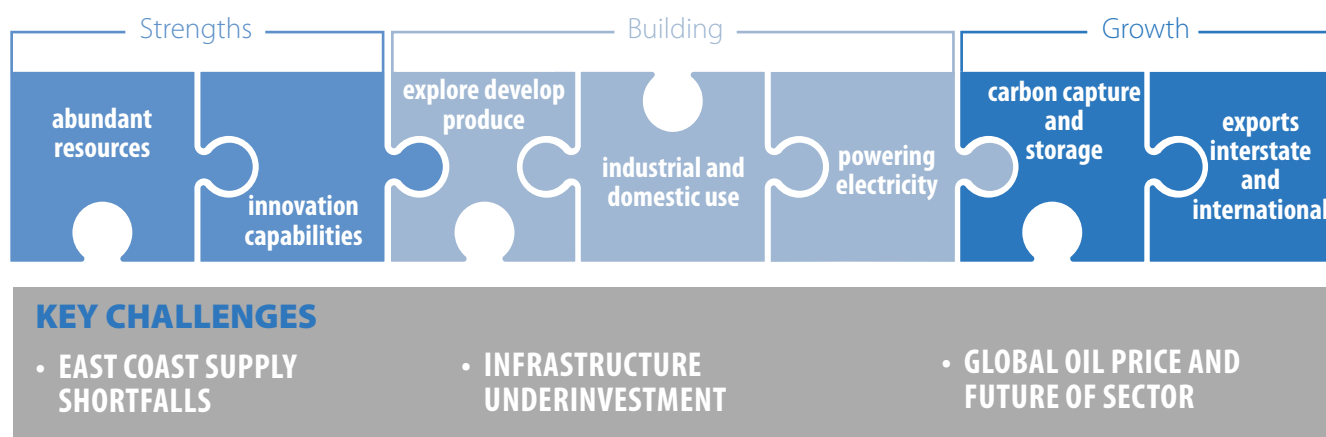 Strengths
Building
Growth
abundant
resources
innovation
capabilities
explore develop
produce
industrial and
domestic use
powering
electricity
carbon capture
and
storage
exports
interstate
and
international
KEY CHALLENGES
• EAST COAST SUPPLY
SHORTFALLS
• INFRASTRUCTURE
UNDERINVESTMENT
• GLOBAL OIL PRICE AND
FUTURE OF SECTOR